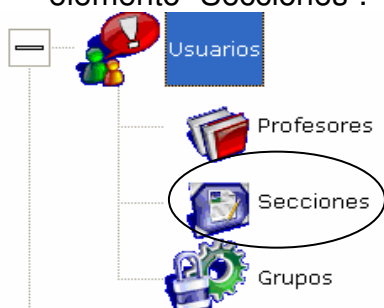 elemento "Secciones".
Usuarios
Profesores
Secciones
Grupos